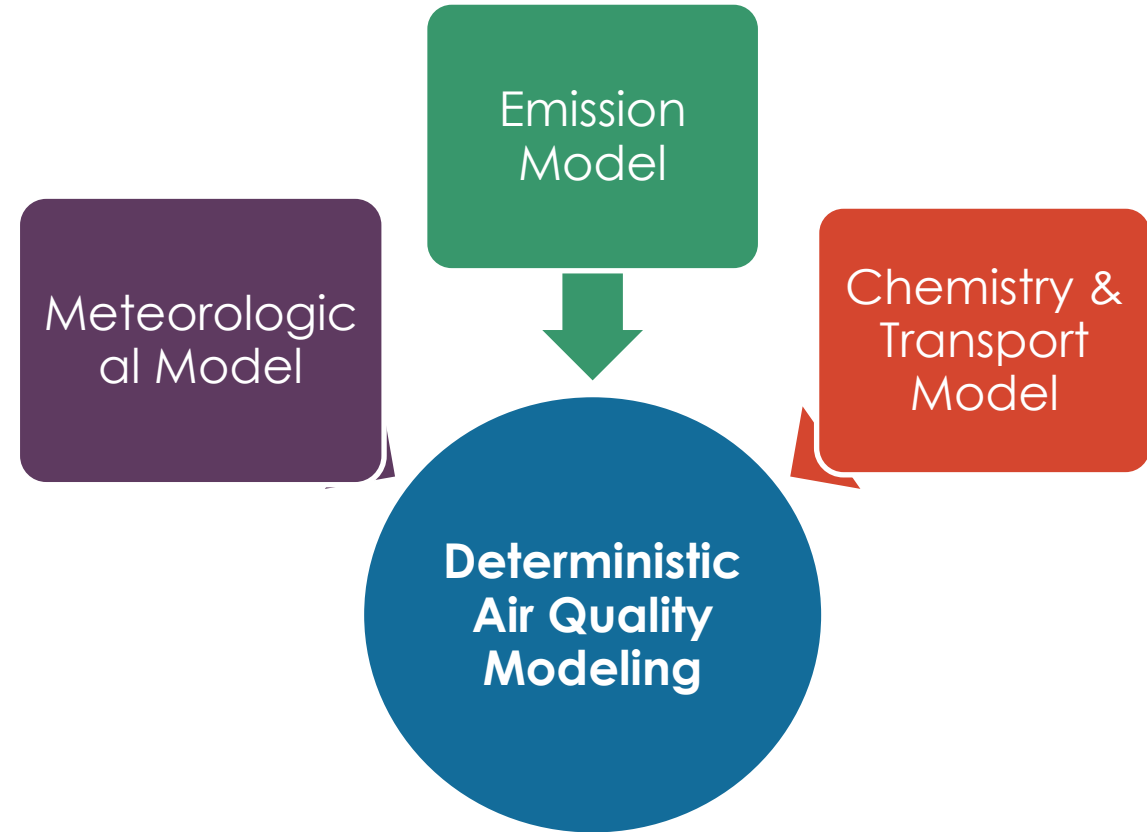 Emission
Model
Meteorologic
al Model
Chemistry &
Transport
Model
Deterministic
Air Quality
Modeling